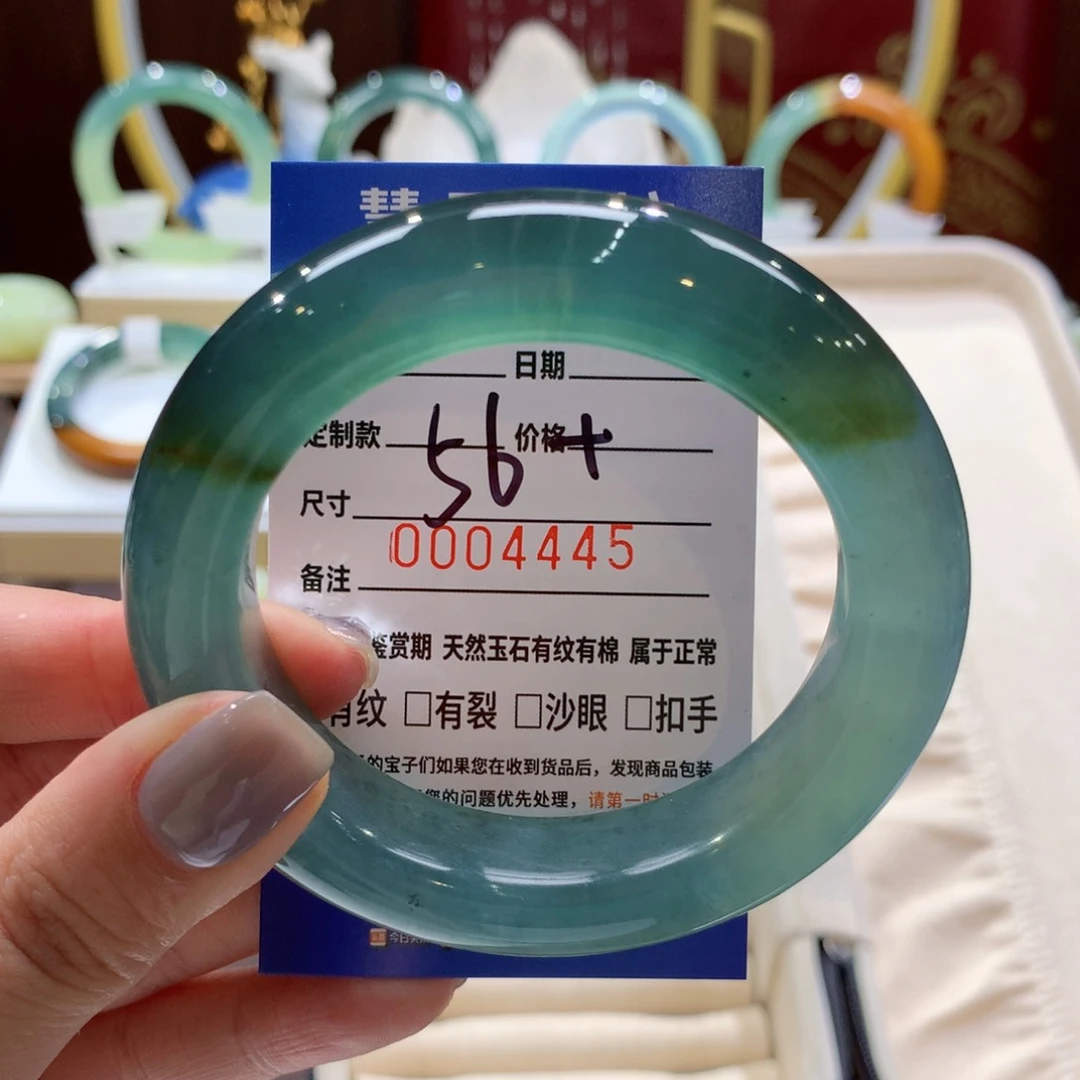 日期
定制款 56+ 价格
尺寸
0004445
备注
鉴赏期 天然玉石有纹有棉 属于正常
有纹 □有裂 □沙眼 □扣手
的宝子们如果您在收到货品后，发现商品包装
您的问题优先处理，请第一时
今日